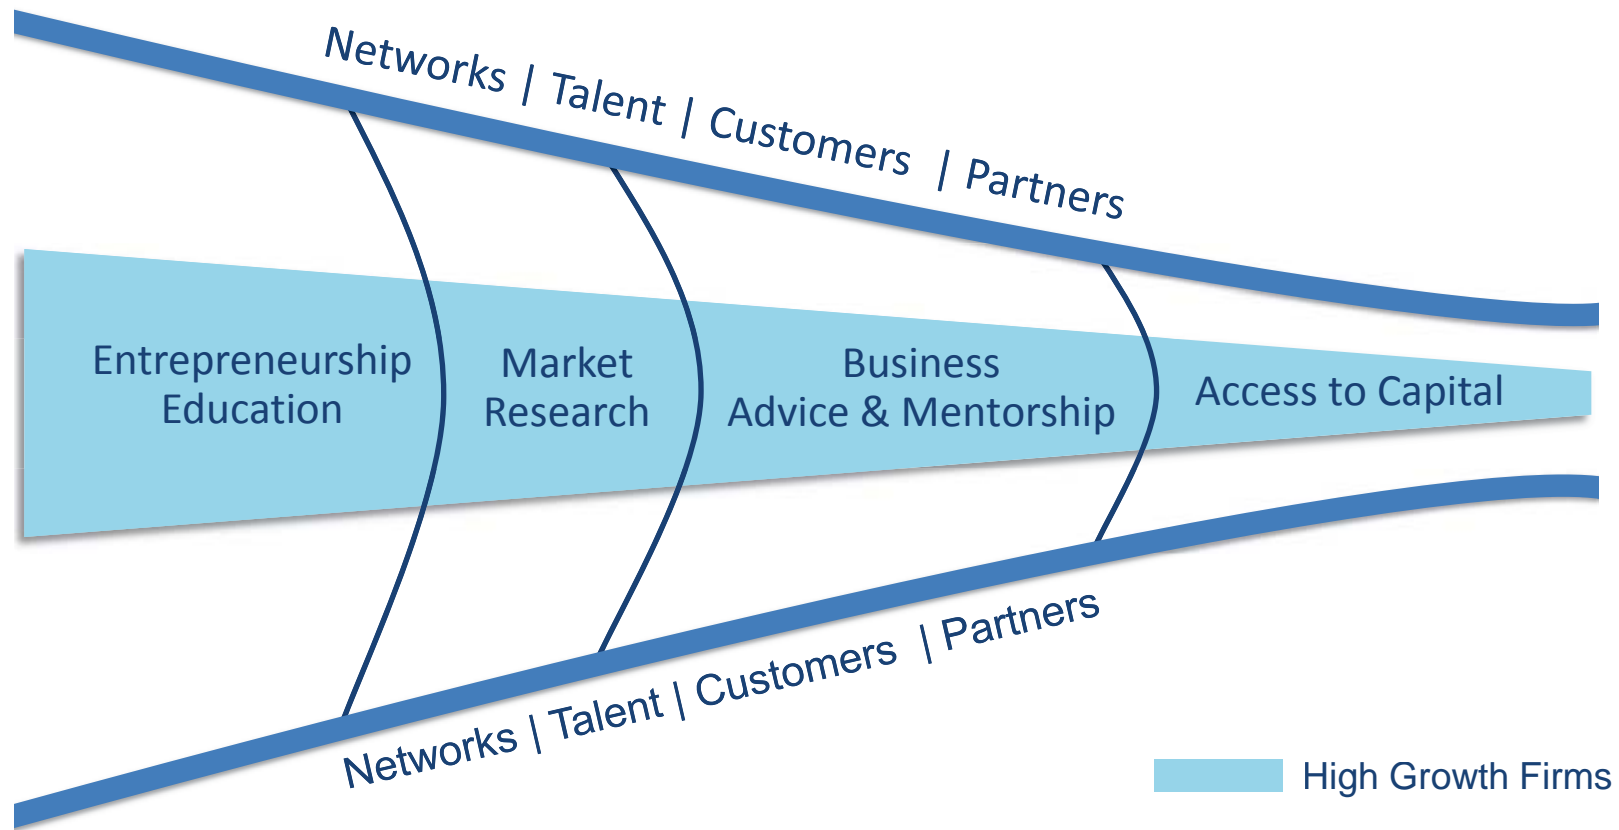 Networks | Talent | Customers | Partners
Entrepreneurship
Education
Market
Research
Business
Advice & Mentorship
Access to Capital
Networks | Talent | Customers | Partners
High Growth Firms